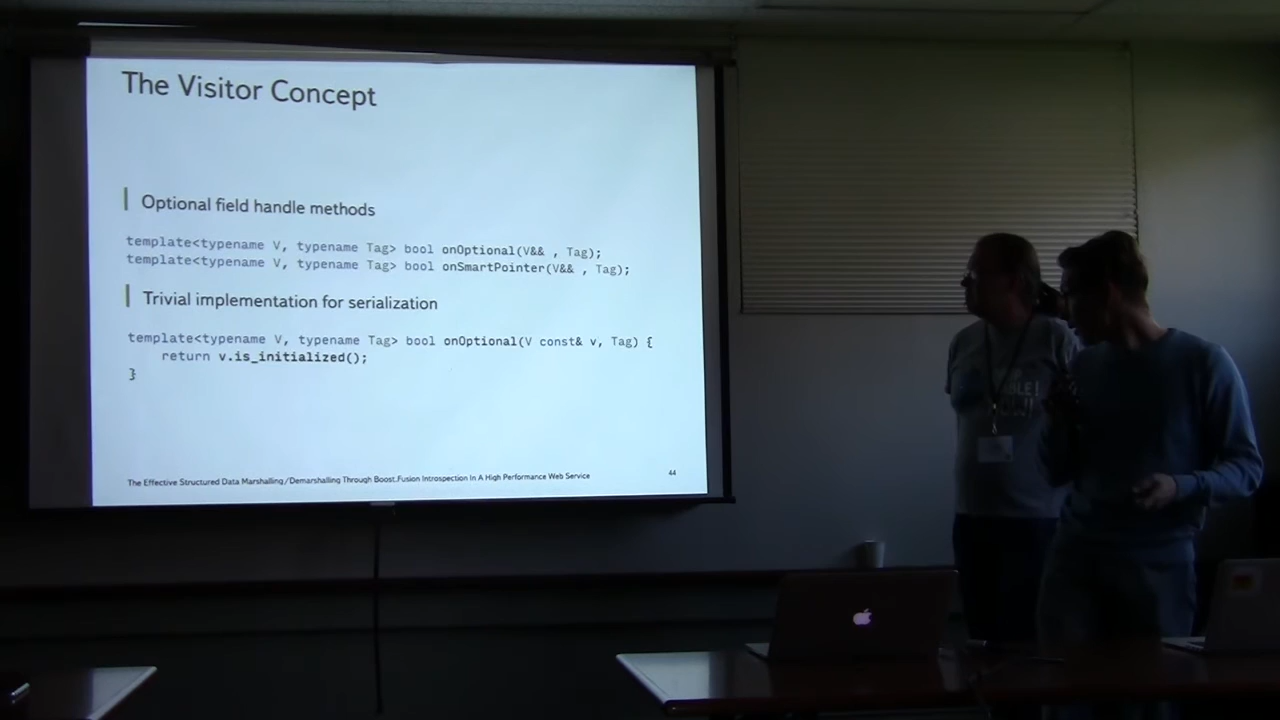 The Visitor Concept
Optional field handle methods
template<typename V, typename Tag> bool onOptional(V&& , Tag);
template<typename V, typename Tag> bool onSmartPointer(V&& , Tag);
Trivial implementation for serialization
template<typename V, typename Tag> bool onOptional(V const& v, Tag) {
    return v.is_initialized();
}
The Effective Structured Data Marshalling/Demarshalling Through Boost.Fusion Introspection In A High Performance Web Service
44